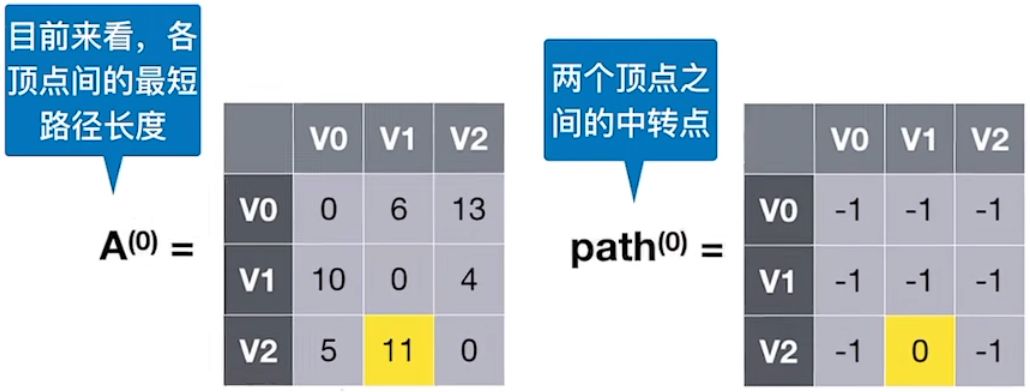 目前来看，各
顶点间的最短
路径长度
两个顶点之
间的中转点
A(0) =
V0 V1 V2
V0 0 6 13
V1 10 0 4
V2 5 11 0
path(0) =
V0 V1 V2
V0 -1 -1 -1
V1 -1 -1 -1
V2 -1 0 -1